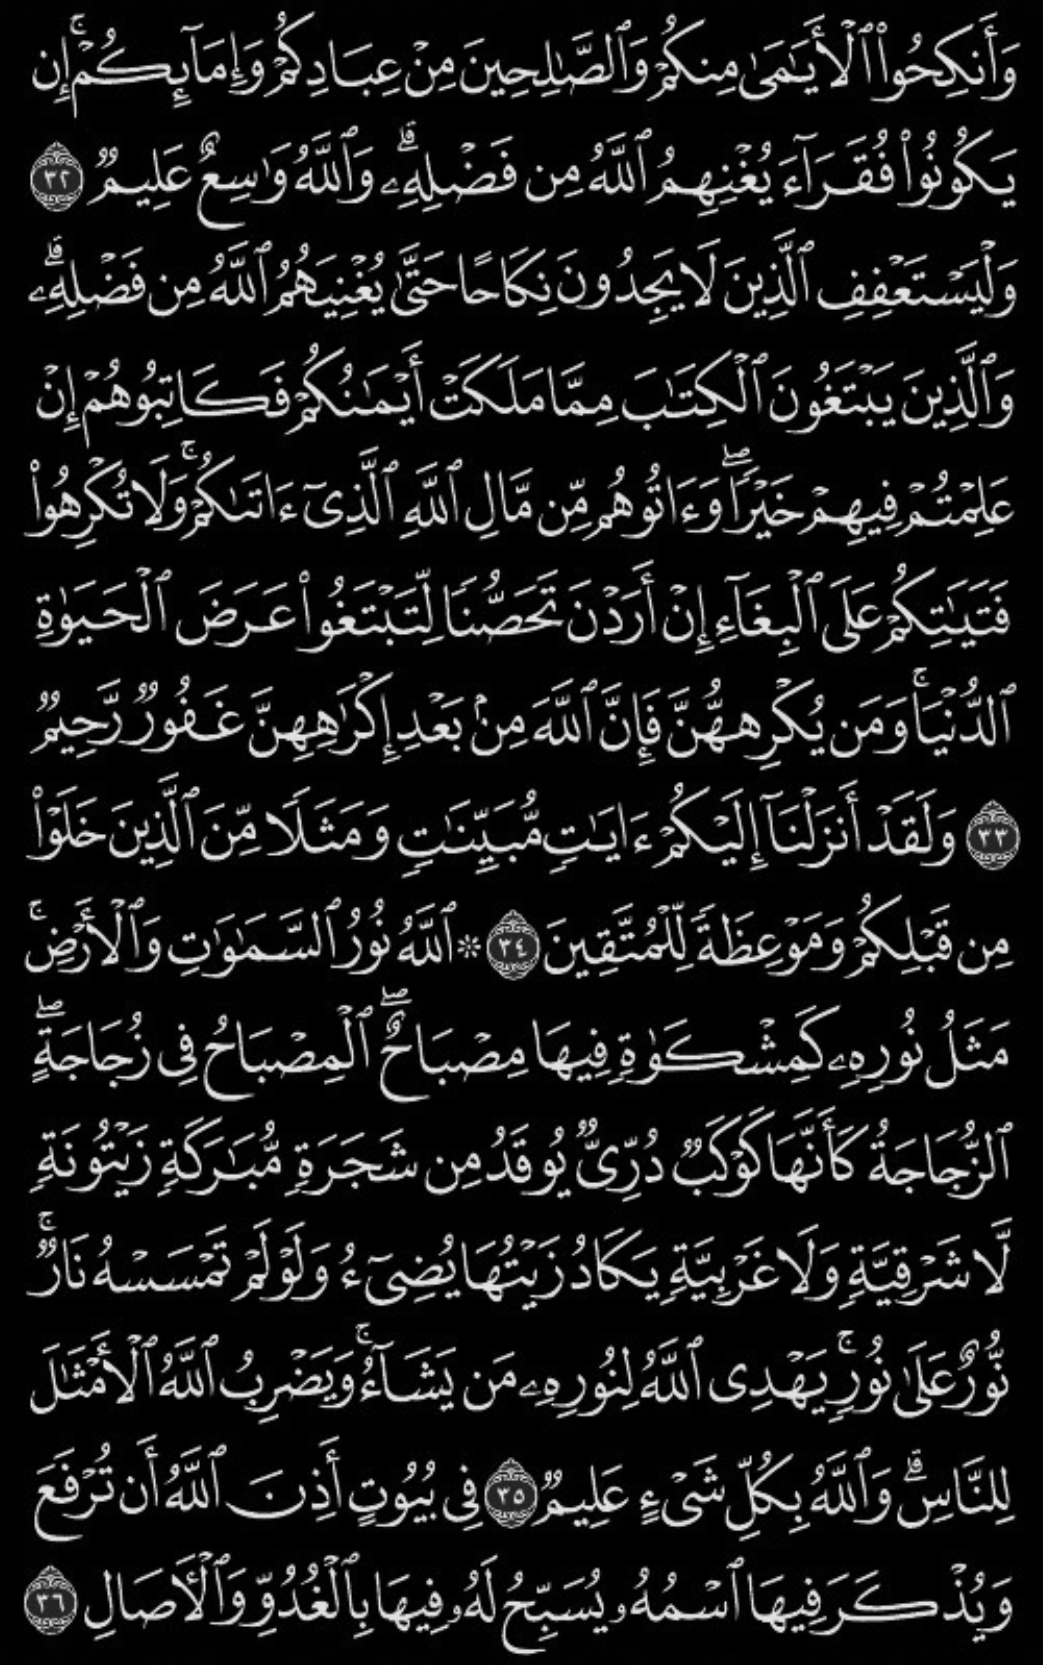 وَأَنكِحُوا۟ ٱلْأَيَـٰمَىٰ مِنكُمْ وَٱلصَّـٰلِحِينَ مِنْ عِبَادِكُمْ وَإِمَآئِكُمْ ۚ إِن
يَكُونُوا۟ فُقَرَآءَ يُغْنِهِمُ ٱللَّهُ مِن فَضْلِهِۦ ۗ وَٱللَّهُ وَٰسِعٌ عَلِيمٌ ٣٢
وَلْيَسْتَعْفِفِ ٱلَّذِينَ لَا يَجِدُونَ نِكَاحًا حَتَّىٰ يُغْنِيَهُمُ ٱللَّهُ مِن فَضْلِهِۦ ۗ
وَٱلَّذِينَ يَبْتَغُونَ ٱلْكِتَـٰبَ مِمَّا مَلَكَتْ أَيْمَـٰنُكُمْ فَكَاتِبُوهُمْ إِنْ
عَلِمْتُمْ فِيهِمْ خَيْرًا ۖ وَءَاتُوهُم مِّن مَّالِ ٱللَّهِ ٱلَّذِىٓ ءَاتَىٰكُمْ ۚ وَلَا تُكْرِهُوا۟
فَتَيَـٰتِكُمْ عَلَى ٱلْبِغَآءِ إِنْ أَرَدْنَ تَحَصُّنًا لِّتَبْتَغُوا۟ عَرَضَ ٱلْحَيَوٰةِ
ٱلدُّنْيَا ۚ وَمَن يُكْرِههُّنَّ فَإِنَّ ٱللَّهَ مِنۢ بَعْدِ إِكْرَٰهِهِنَّ غَفُورٌ رَّحِيمٌ
٣٣ وَلَقَدْ أَنزَلْنَآ إِلَيْكُمْ ءَايَـٰتٍ مُّبَيِّنَـٰتٍ وَمَثَلًا مِّنَ ٱلَّذِينَ خَلَوْا۟
مِن قَبْلِكُمْ وَمَوْعِظَةً لِّلْمُتَّقِينَ ٣٤ ۞ ٱللَّهُ نُورُ ٱلسَّمَـٰوَٰتِ وَٱلْأَرْضِ ۚ
مَثَلُ نُورِهِۦ كَمِشْكَوٰةٍ فِيهَا مِصْبَاحٌ ۖ ٱلْمِصْبَاحُ فِى زُجَاجَةٍ ۖ
ٱلزُّجَاجَةُ كَأَنَّهَا كَوْكَبٌ دُرِّىٌّ يُوقَدُ مِن شَجَرَةٍ مُّبَـٰرَكَةٍ زَيْتُونَةٍ
لَّا شَرْقِيَّةٍ وَلَا غَرْبِيَّةٍ يَكَادُ زَيْتُهَا يُضِىٓءُ وَلَوْ لَمْ تَمْسَسْهُ نَارٌ ۚ
نُّورٌ عَلَىٰ نُورٍ ۗ يَهْدِى ٱللَّهُ لِنُورِهِۦ مَن يَشَآءُ ۚ وَيَضْرِبُ ٱللَّهُ ٱلْأَمْثَـٰلَ
لِلنَّاسِ ۗ وَٱللَّهُ بِكُلِّ شَىْءٍ عَلِيمٌ ٣٥ فِى بُيُوتٍ أَذِنَ ٱللَّهُ أَن تُرْفَعَ
وَيُذْكَرَ فِيهَا ٱسْمُهُۥ يُسَبِّحُ لَهُۥ فِيهَا بِٱلْغُدُوِّ وَٱلْـَٔاصَالِ ٣٦